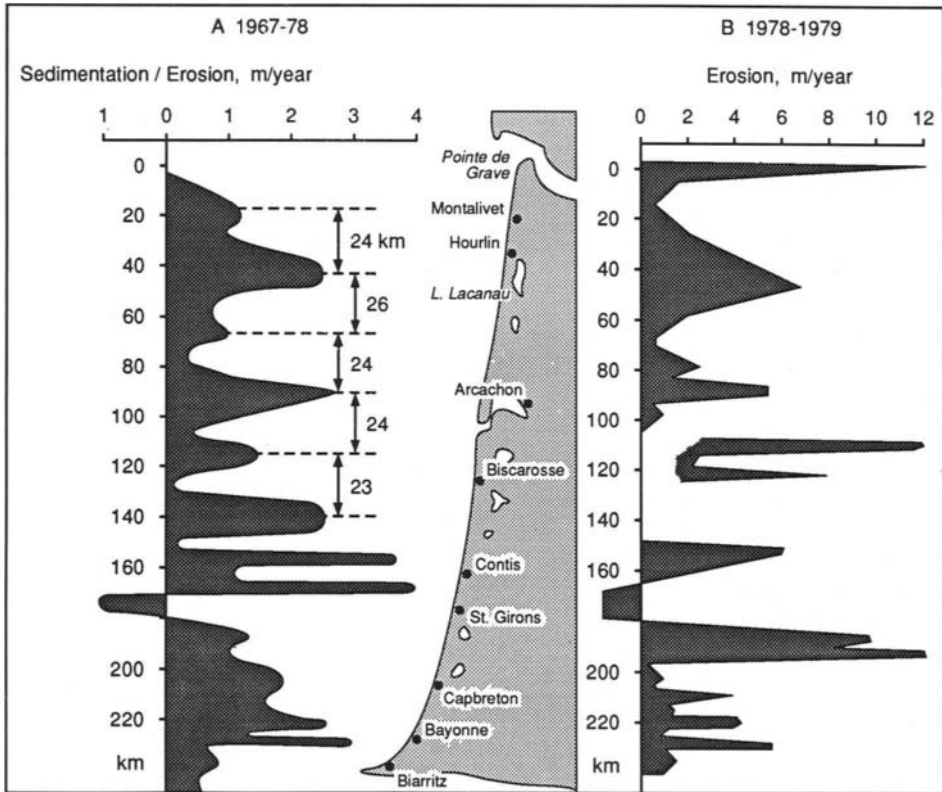 A 1967-78
Sedimentation / Erosion, m/year
1 0 1 2 3 4
0
20
40
60
80
100
120
140
160
200
220
km
24 km
26
24
24
23
Pointe de
Grave
Montalivet
Hourlin
L. Lacanau
Arcachon
Biscarosse
Contis
St. Girons
Capbreton
Bayonne
Biarritz
B 1978-1979
Erosion, m/year
0 2 4 6 8 10 12
0
20
40
60
80
100
120
140
160
200
220
km